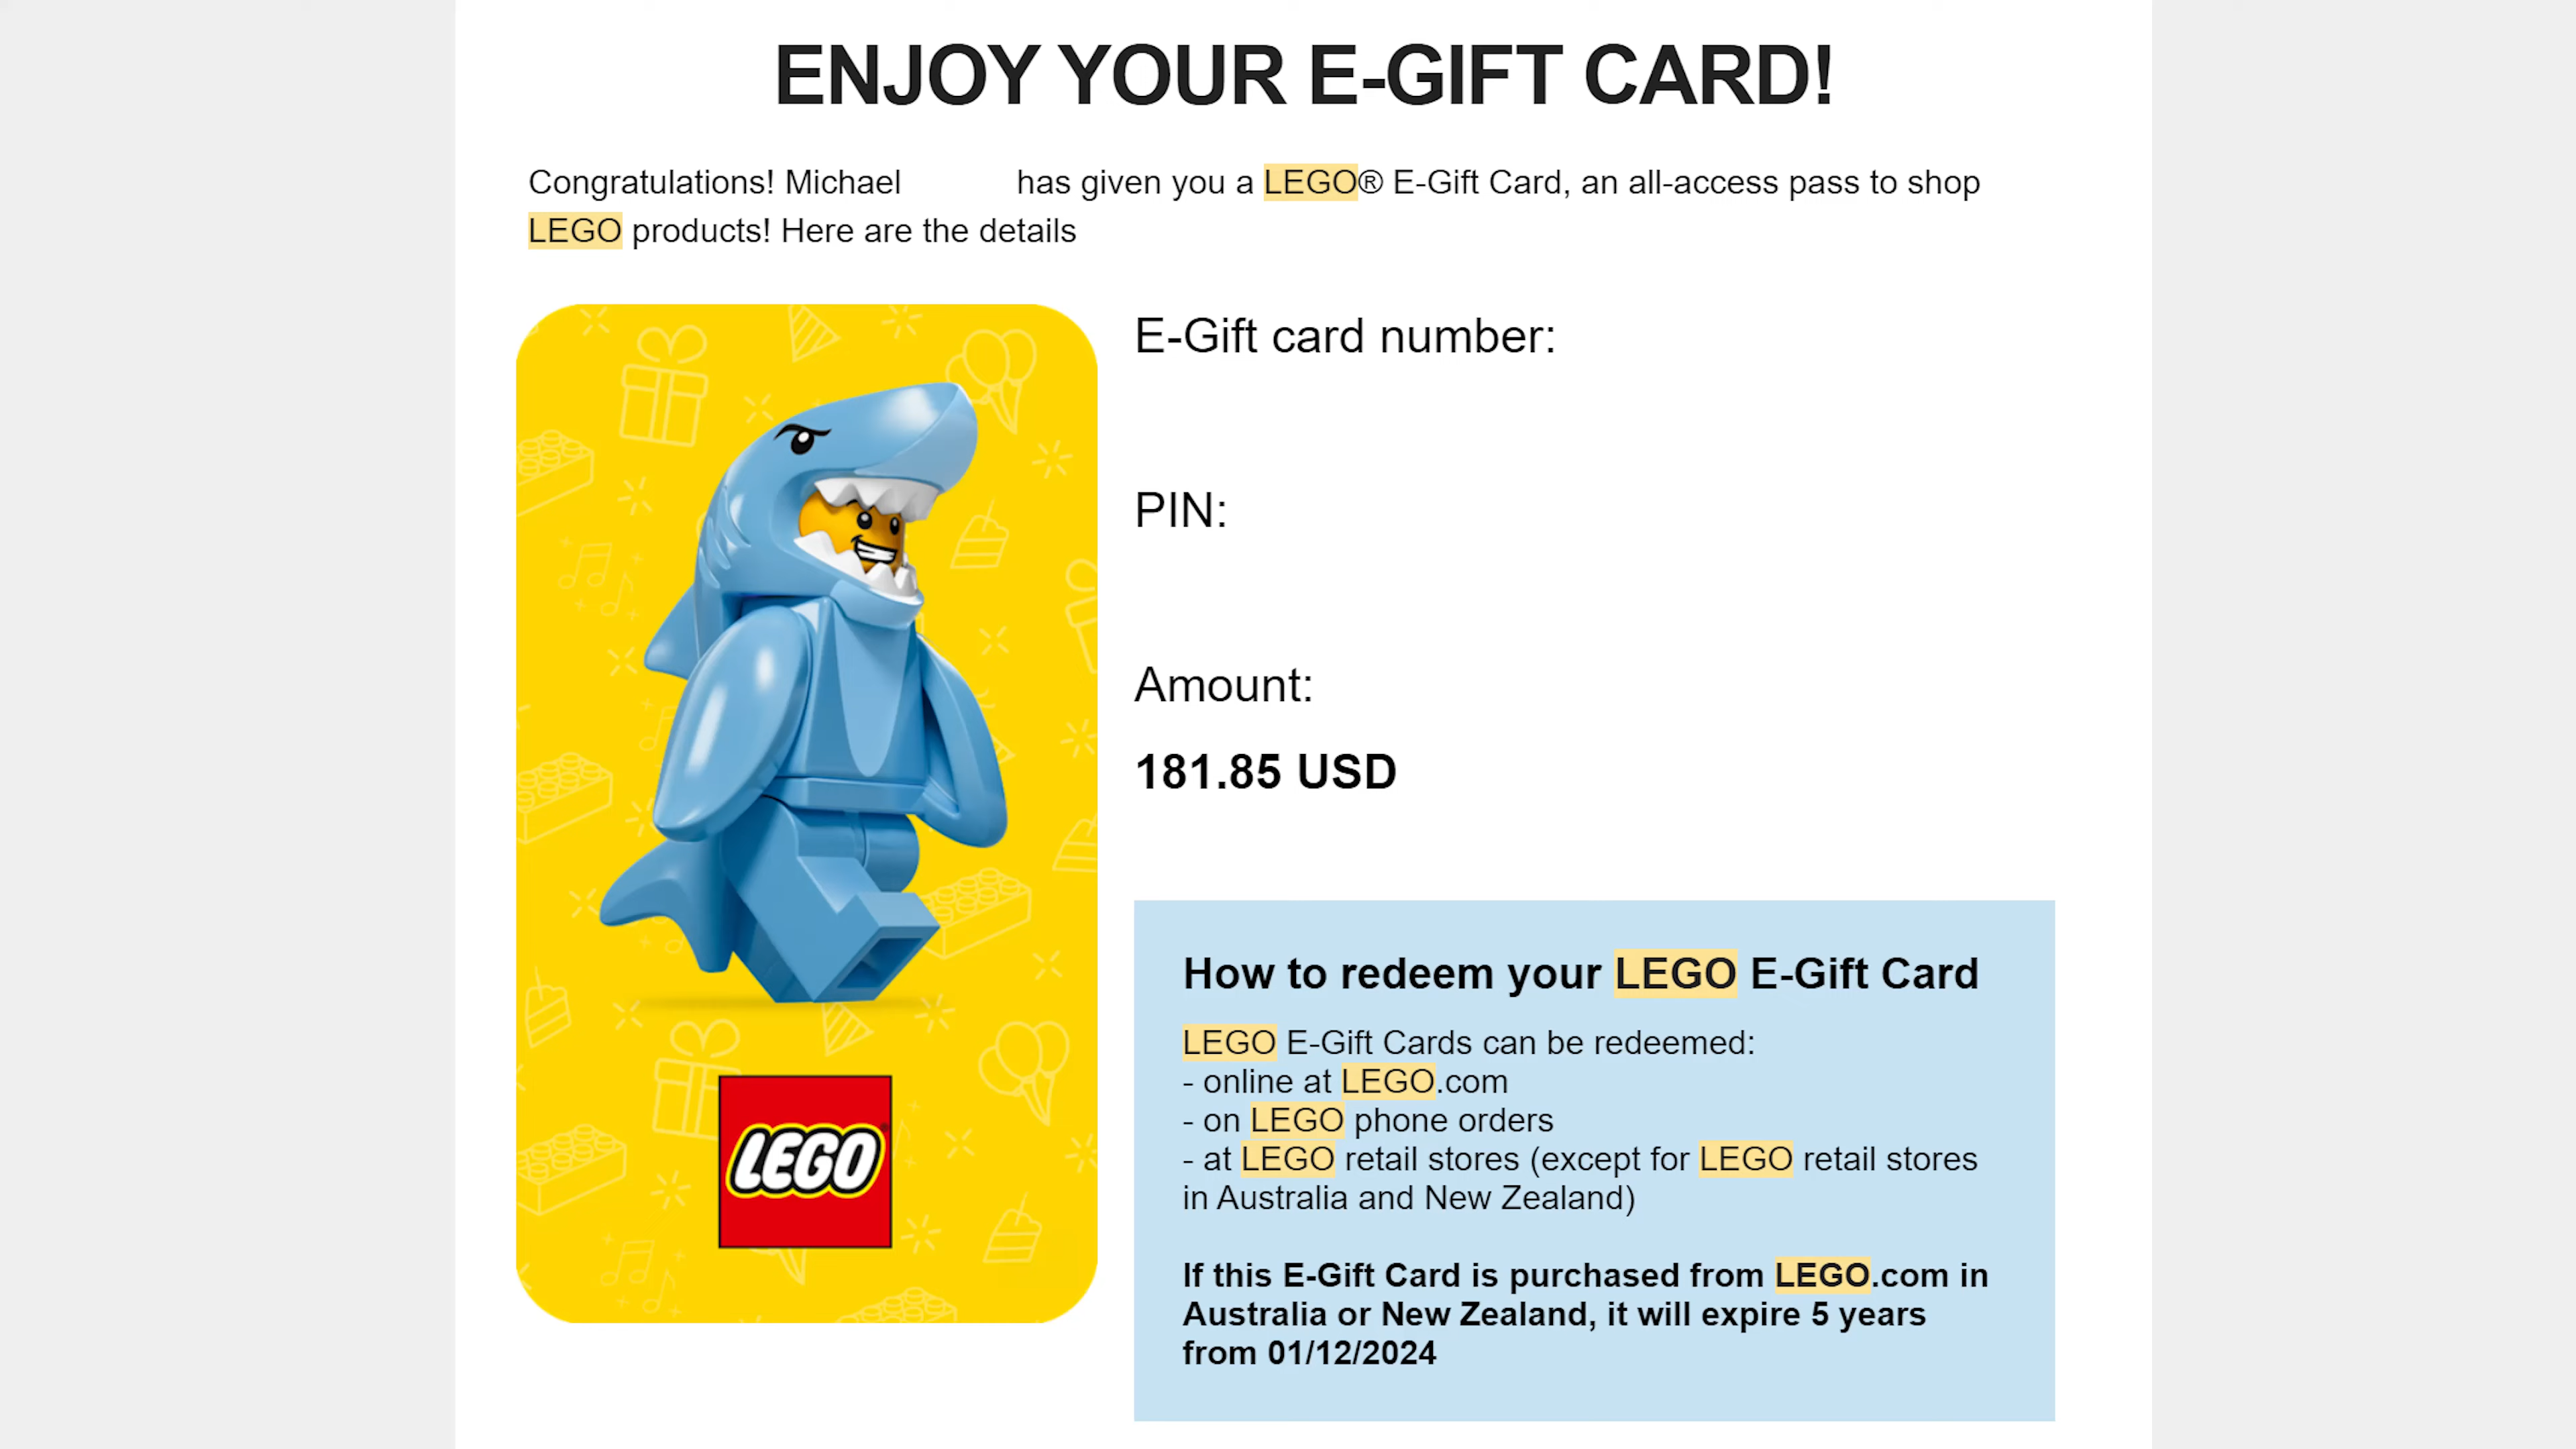 ENJOY YOUR E-GIFT CARD!
Congratulations! Michael has given you a LEGO® E-Gift Card, an all-access pass to shop
LEGO products! Here are the details
E-Gift card number:
PIN:
Amount:
181.85 USD
LEGO®
How to redeem your LEGO E-Gift Card
LEGO E-Gift Cards can be redeemed:
- online at LEGO.com
- on LEGO phone orders
- at LEGO retail stores (except for LEGO retail stores
in Australia and New Zealand)
If this E-Gift Card is purchased from LEGO.com in
Australia or New Zealand, it will expire 5 years
from 01/12/2024